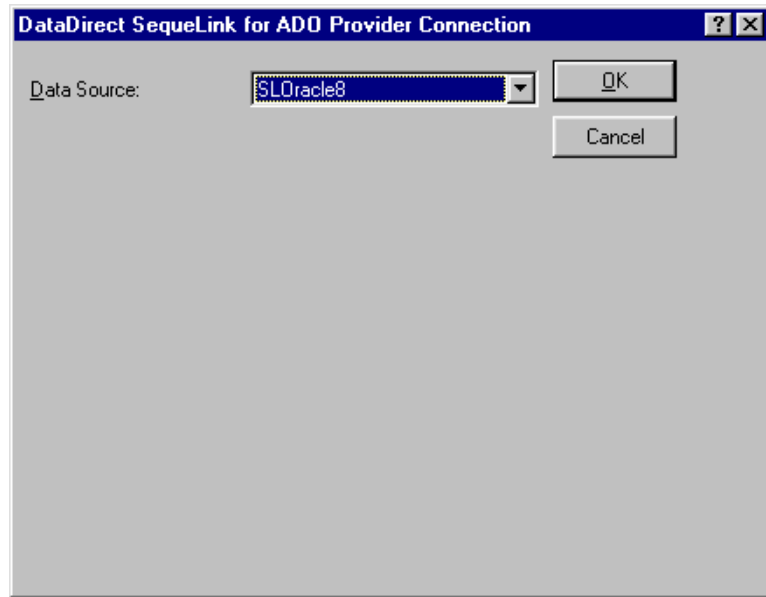 DataDirect SequeLink for ADO Provider Connection
Data Source: SLOracle8 OK
Cancel